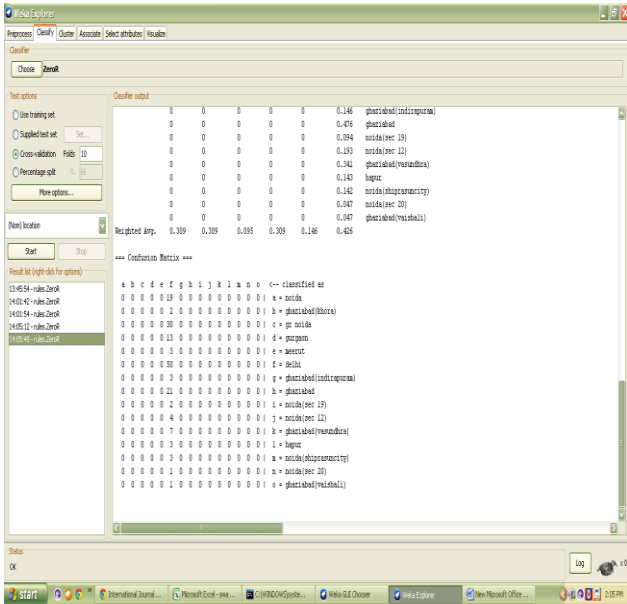 Weka Explorer
Preprocess Classify Cluster Associate Select attributes Visualize
Classifier
Choose ZeroR
Test options
Use training set
Supplied test set Set...
Cross-validation Folds 10
Percentage split % 66
More options...
(Nom) location
Start Stop
Result list (right-click for options)
13:45:54 - rules.ZeroR
14:01:42 - rules.ZeroR
14:01:54 - rules.ZeroR
14:05:12 - rules.ZeroR
14:05:48 - rules.ZeroR
Classifier output
0 0 0 0 0 0.146 ghaziabad(indirapuram)
0 0 0 0 0 0.476 ghaziabad
0 0 0 0 0 0.094 noida(sec 19)
0 0 0 0 0 0.193 noida(sec 12)
0 0 0 0 0 0.341 ghaziabad(vasundhra)
0 0 0 0 0 0.143 hapur
0 0 0 0 0 0.142 noida(shiprasuncity)
0 0 0 0 0 0.047 noida(sec 20)
0 0 0 0 0 0.047 ghaziabad(vaishali)
Weighted Avg. 0.309 0.309 0.095 0.309 0.146 0.426
=== Confusion Matrix ===
a b c d e f g h i j k l m n o <-- classified as
0 0 0 0 0 19 0 0 0 0 0 0 0 0 0 | a = noida
0 0 0 0 0 2 0 0 0 0 0 0 0 0 0 | b = ghaziabad(khora)
0 0 0 0 0 30 0 0 0 0 0 0 0 0 0 | c = gr noida
0 0 0 0 0 13 0 0 0 0 0 0 0 0 0 | d = gurgaon
0 0 0 0 0 3 0 0 0 0 0 0 0 0 0 | e = meerut
0 0 0 0 0 50 0 0 0 0 0 0 0 0 0 | f = delhi
0 0 0 0 0 3 0 0 0 0 0 0 0 0 0 | g = ghaziabad(indirapuram)
0 0 0 0 0 21 0 0 0 0 0 0 0 0 0 | h = ghaziabad
0 0 0 0 0 2 0 0 0 0 0 0 0 0 0 | i = noida(sec 19)
0 0 0 0 0 4 0 0 0 0 0 0 0 0 0 | j = noida(sec 12)
0 0 0 0 0 7 0 0 0 0 0 0 0 0 0 | k = ghaziabad(vasundhra)
0 0 0 0 0 3 0 0 0 0 0 0 0 0 0 | l = hapur
0 0 0 0 0 3 0 0 0 0 0 0 0 0 0 | m = noida(shiprasuncity)
0 0 0 0 0 1 0 0 0 0 0 0 0 0 0 | n = noida(sec 20)
0 0 0 0 0 1 0 0 0 0 0 0 0 0 0 | o = ghaziabad(vaishali)
Status
OK
Log x 0
start International Journal ... Microsoft Excel - swa ... C:\WINDOWS\syste... Weka GUI Chooser Weka Explorer New Microsoft Office ... 2:05 PM